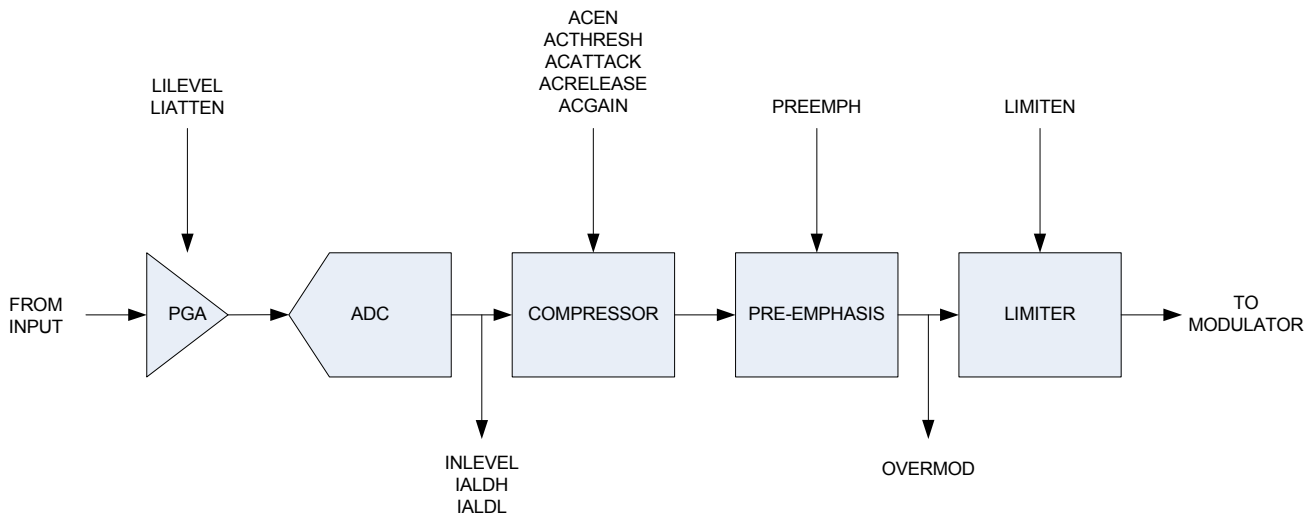 ACEN
ACTHRESH
ACATTACK
ACRELEASE
ACGAIN
LILEVEL
LIATTEN
PREEMPH
LIMITEN
FROM
INPUT
PGA
ADC
COMPRESSOR
PRE-EMPHASIS
LIMITER
TO
MODULATOR
INLEVEL
IALDH
IALDL
OVERMOD